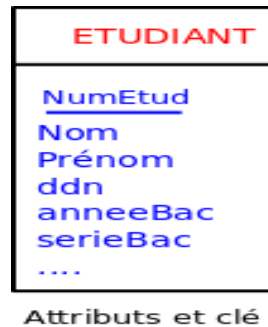 ETUDIANT
NumEtud
Nom
Prénom
ddn
anneeBac
serieBac
....
Attributs et clé